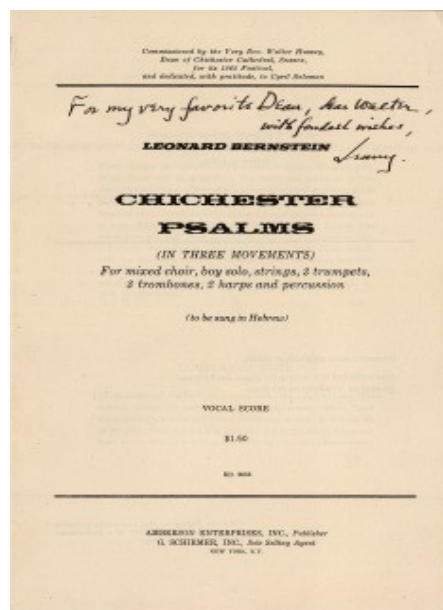 Commissioned by the Very Rev. Walter Hussey,
Dean of Chichester Cathedral, Sussex,
for its 1965 Festival,
and dedicated, with gratitude, to Cyril Solomon
For my very favorite Dean, dear Walter,
with fondest wishes,
LEONARD BERNSTEIN
Lenny.
CHICHESTER
PSALMS
(IN THREE MOVEMENTS)
For mixed choir, boy solo, strings, 3 trumpets,
3 trombones, 2 harps and percussion
(to be sung in Hebrew)
VOCAL SCORE
$1.50
AMBERSON ENTERPRISES, INC., Publisher
G. SCHIRMER, INC., Sole Selling Agent
NEW YORK, N.Y.